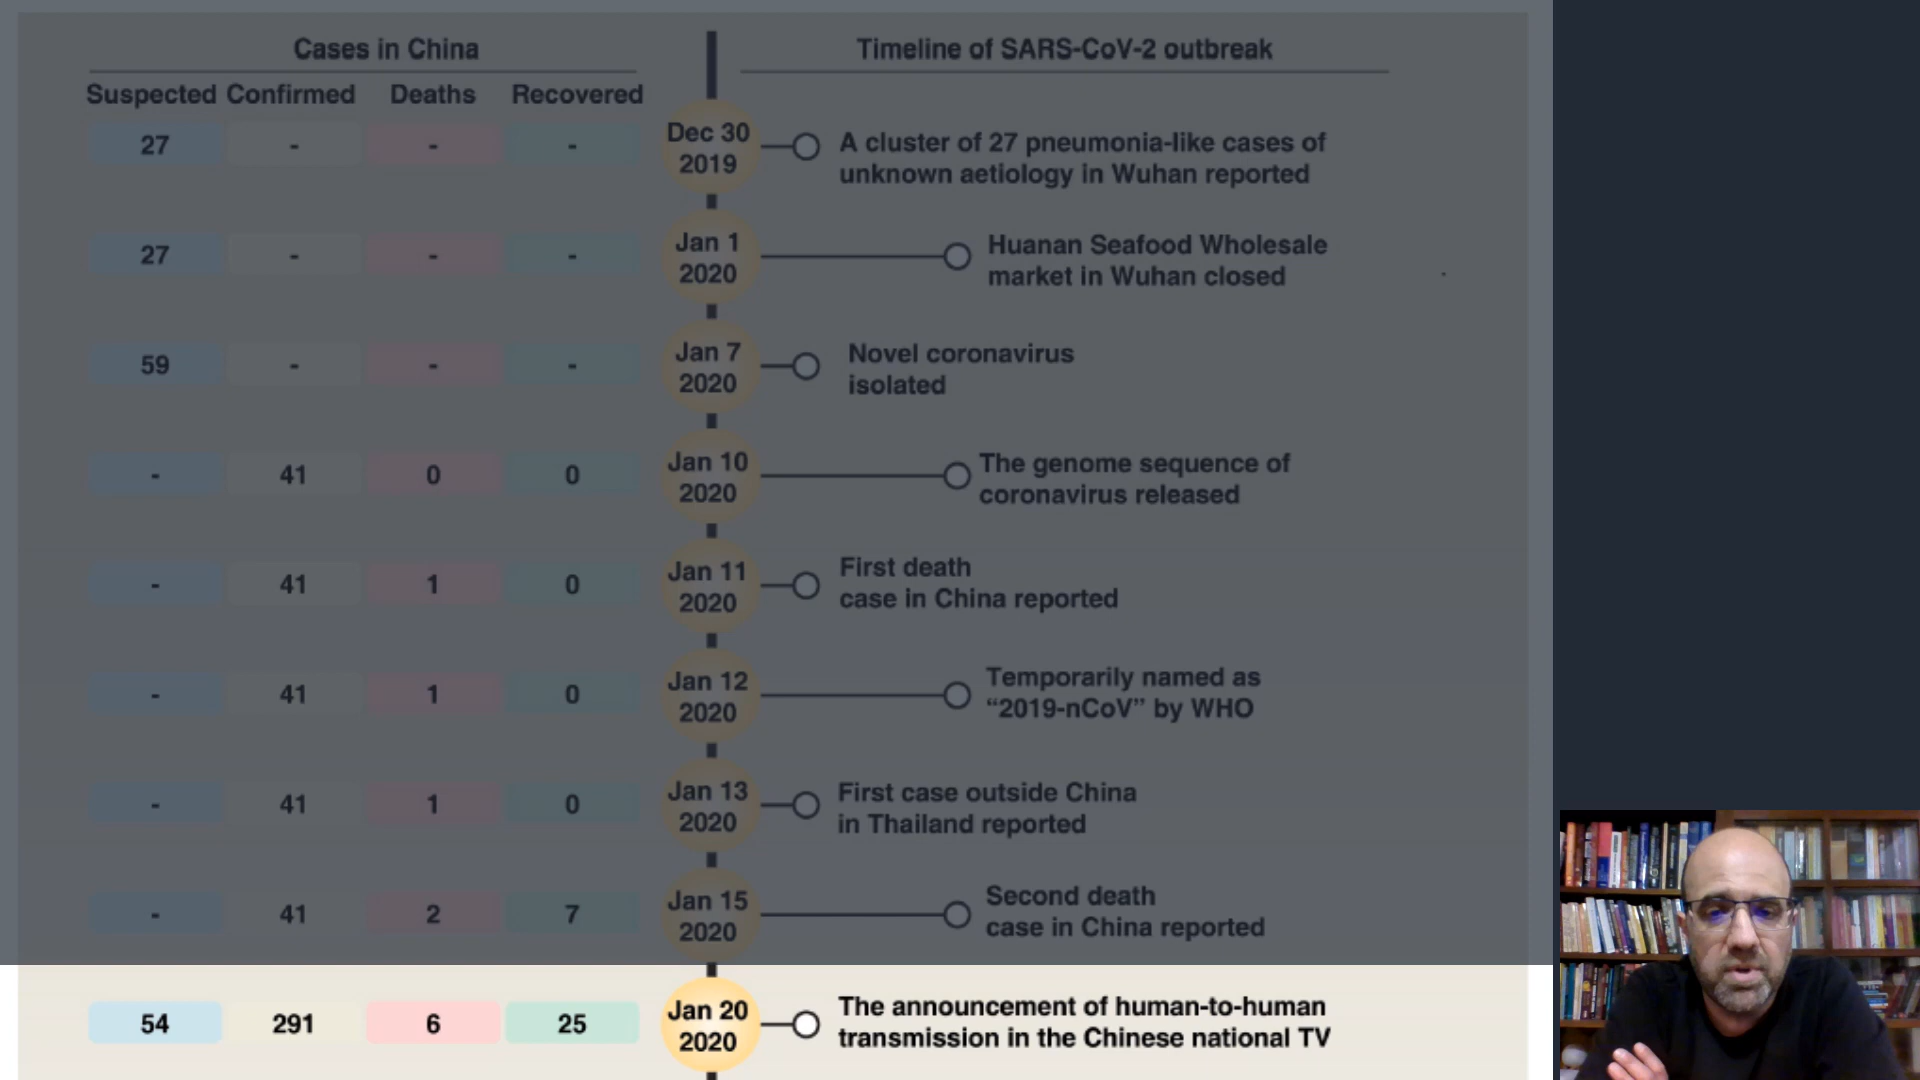 Cases in China
Timeline of SARS-CoV-2 outbreak
Suspected Confirmed Deaths Recovered
27 - - -
Dec 30
2019
A cluster of 27 pneumonia-like cases of
unknown aetiology in Wuhan reported
27 - - -
Jan 1
2020
Huanan Seafood Wholesale
market in Wuhan closed
59 - - -
Jan 7
2020
Novel coronavirus
isolated
- 41 0 0
Jan 10
2020
The genome sequence of
coronavirus released
- 41 1 0
Jan 11
2020
First death
case in China reported
- 41 1 0
Jan 12
2020
Temporarily named as
“2019-nCoV” by WHO
- 41 1 0
Jan 13
2020
First case outside China
in Thailand reported
- 41 2 7
Jan 15
2020
Second death
case in China reported
54 291 6 25
Jan 20
2020
The announcement of human-to-human
transmission in the Chinese national TV